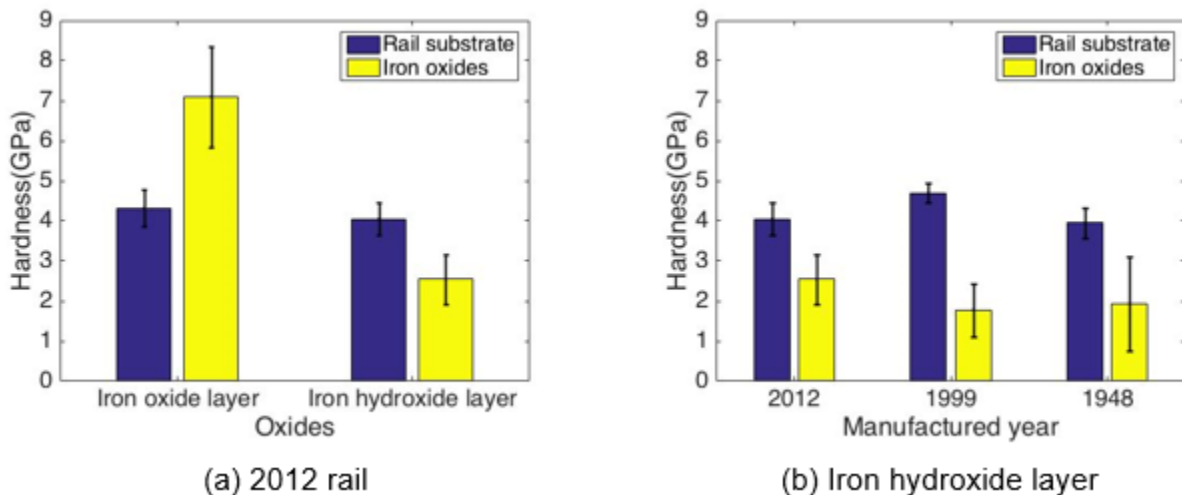 Hardness(GPa)
9
8
7
6
5
4
3
2
1
0
Rail substrate
Iron oxides
Iron oxide layer
Iron hydroxide layer
Oxides
(a) 2012 rail
Hardness(GPa)
9
8
7
6
5
4
3
2
1
0
Rail substrate
Iron oxides
2012
1999
1948
Manufactured year
(b) Iron hydroxide layer